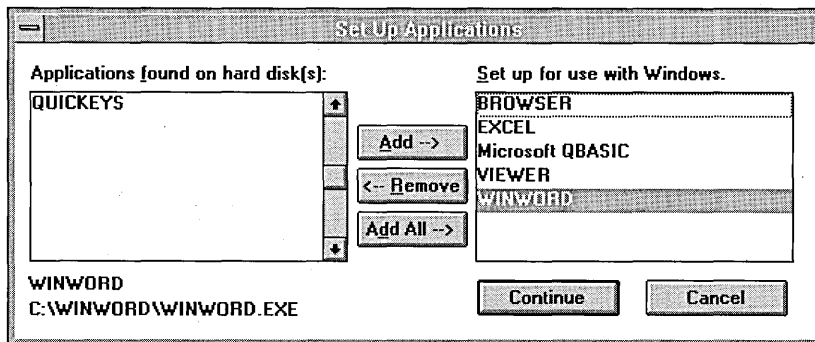 Set Up Applications
Applications found on hard disk(s):
QUICKEYS
Add -->
<-- Remove
Add All -->
Set up for use with Windows.
BROWSER
EXCEL
Microsoft QBASIC
VIEWER
WINWORD
WINWORD
C:\WINWORD\WINWORD.EXE
Continue
Cancel